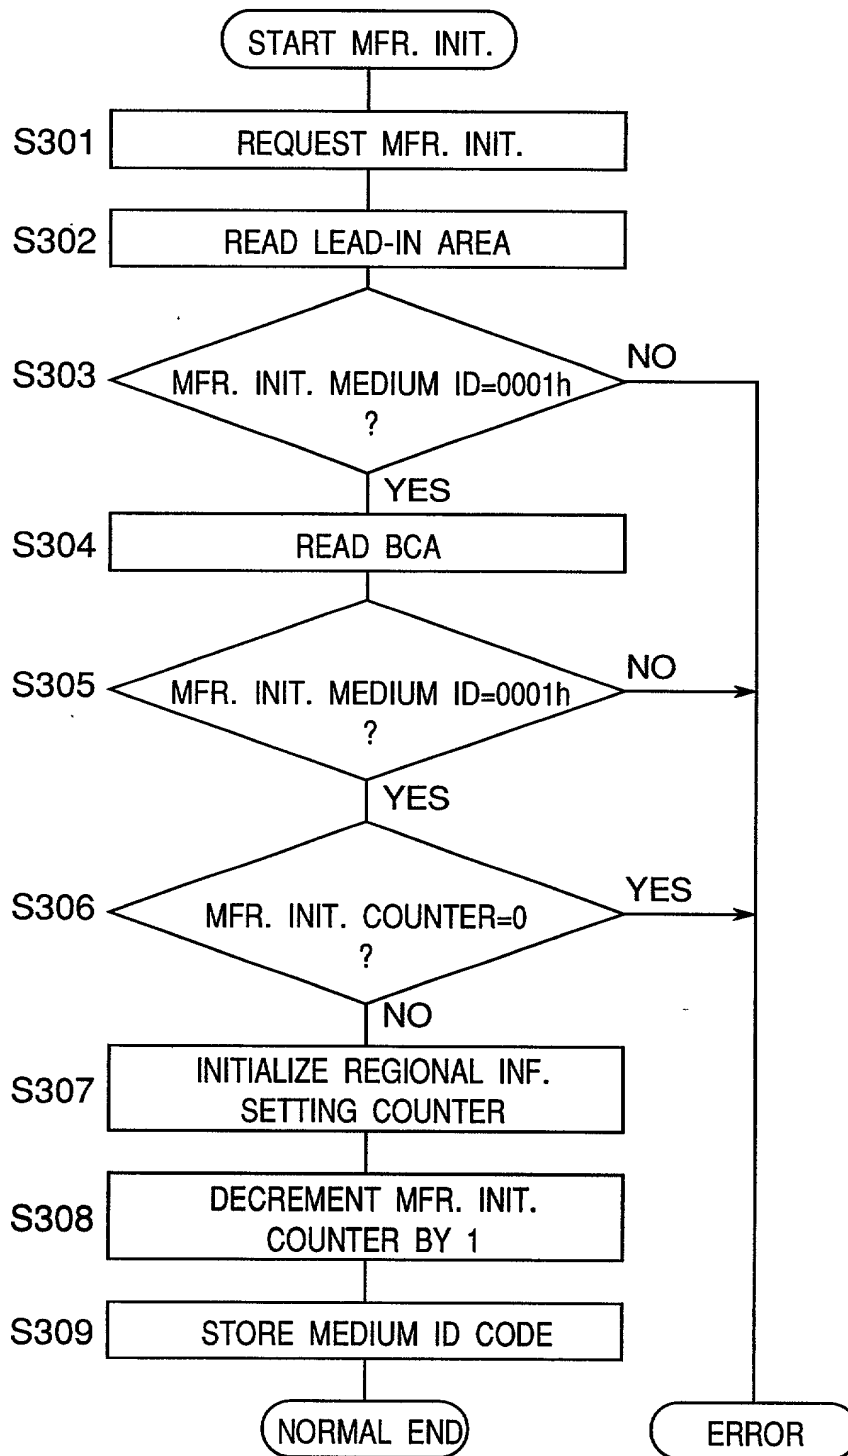 START MFR. INIT.
S301
REQUEST MFR. INIT.
S302
READ LEAD-IN AREA
S303
MFR. INIT. MEDIUM ID=0001h
?
NO
YES
S304
READ BCA
S305
MFR. INIT. MEDIUM ID=0001h
?
NO
YES
S306
MFR. INIT. COUNTER=0
?
YES
NO
S307
INITIALIZE REGIONAL INF.
SETTING COUNTER
S308
DECREMENT MFR. INIT.
COUNTER BY 1
S309
STORE MEDIUM ID CODE
NORMAL END
ERROR